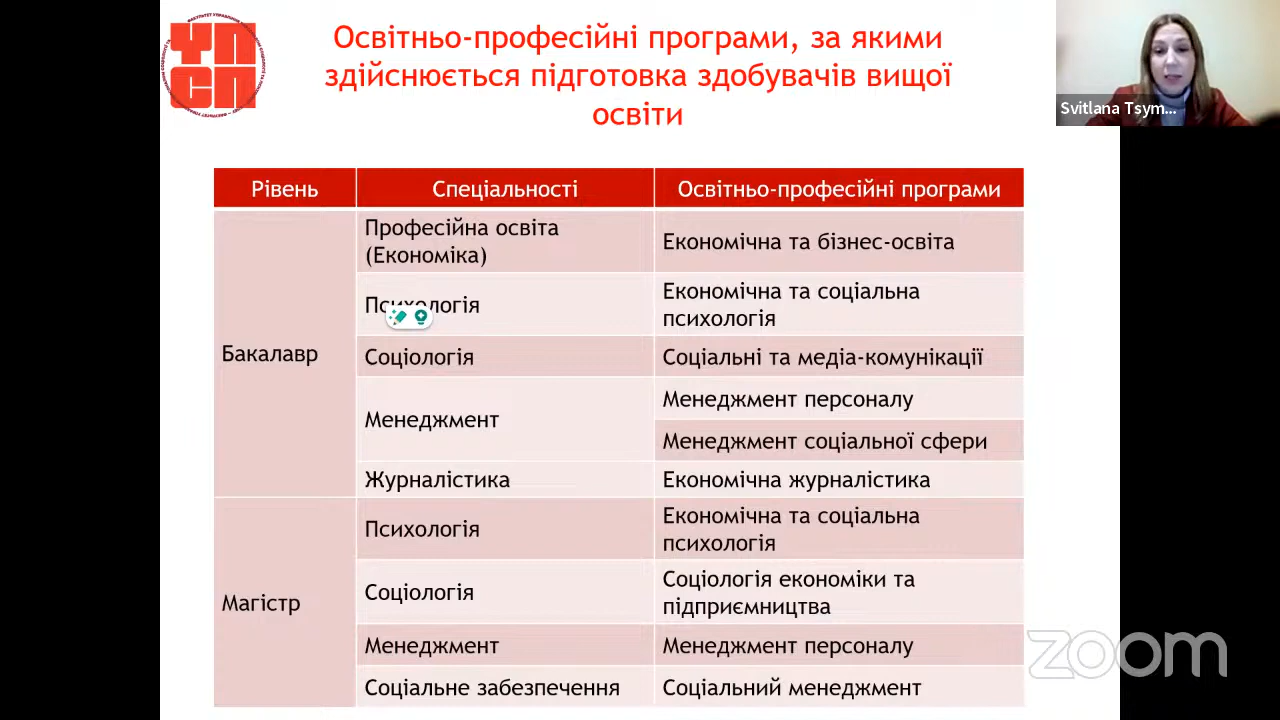 УП
СП
Освітньо-професійні програми, за якими
здійснюється підготовка здобувачів вищої
освіти
Svitlana Tsym...
Рівень
Спеціальності
Освітньо-професійні програми
Бакалавр
Професійна освіта
(Економіка)
Економічна та бізнес-освіта
Психологія
Економічна та соціальна
психологія
Соціологія
Соціальні та медіа-комунікації
Менеджмент
Менеджмент персоналу
Менеджмент соціальної сфери
Журналістика
Економічна журналістика
Магістр
Психологія
Економічна та соціальна
психологія
Соціологія
Соціологія економіки та
підприємництва
Менеджмент
Менеджмент персоналу
Соціальне забезпечення
Соціальний менеджмент
zoom